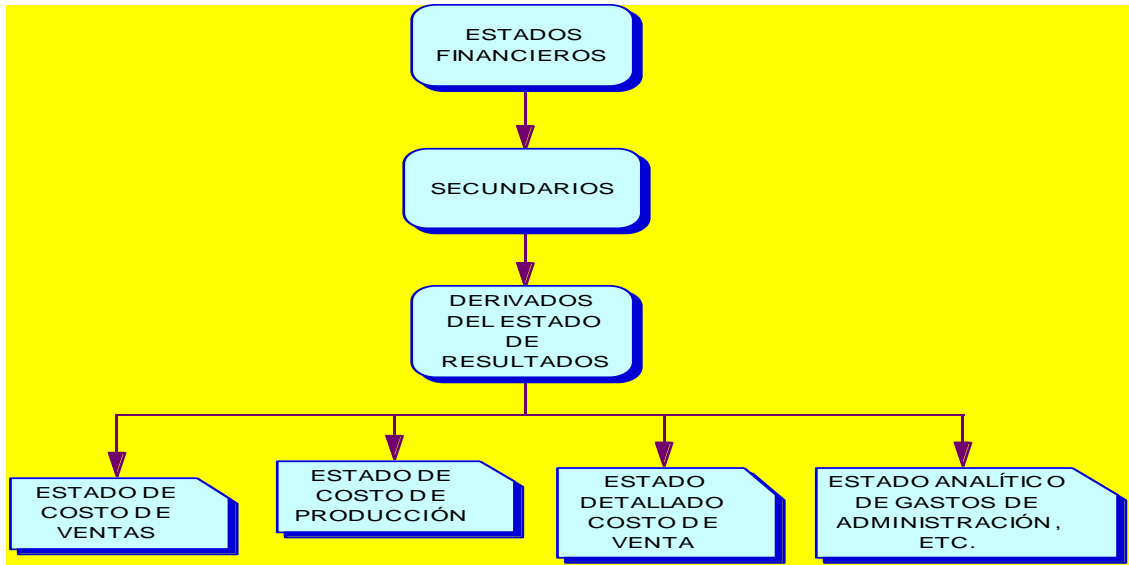 ESTADOS
FINANCIEROS
SECUNDARIOS
DERIVADOS
DEL ESTADO
DE
RESULTADOS
ESTADO DE
COSTO DE
VENTAS
ESTADO DE
COSTO DE
PRODUCCIÓN
ESTADO
DETALLADO
COSTO DE
VENTA
ESTADO ANALÍTICO
DE GASTOS DE
ADMINISTRACIÓN,
ETC.